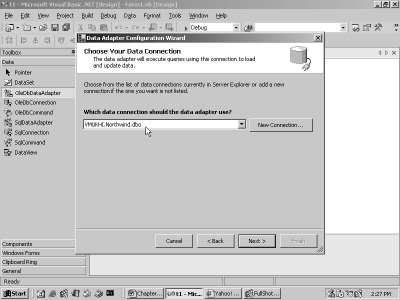 E1 - Microsoft Visual Basic .NET [design] - Form1.vb [Design]
File Edit View Project Build Debug Data Format Tools Window Help
Debug
Toolbox
Data
Pointer
DataSet
OleDbDataAdapter
OleDbConnection
OleDbCommand
SqlDataAdapter
SqlConnection
SqlCommand
DataView
Components
Windows Forms
Clipboard Ring
General
Ready
Data Adapter Configuration Wizard
Choose Your Data Connection
The data adapter will execute queries using this connection to load
and update data.
Choose from the list of data connections currently in Server Explorer or add a new
connection if the one you want is not listed.
Which data connection should the data adapter use?
VMUKHI.Northwind.dbo
New Connection...
Cancel
< Back
Next >
Finish
Start
Chapter...
E1 - Mic...
Yahoo! ...
FullShot...
2:27 PM